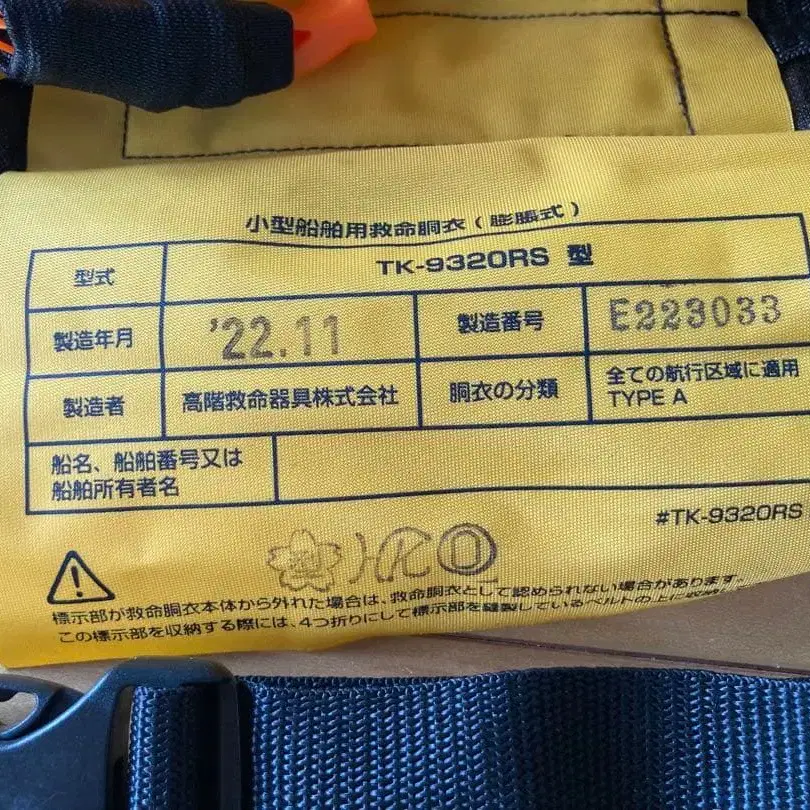 小型船舶用救命胴衣(膨脹式)
型式 TK-9320RS 型
製造年月 '22.11 製造番号 E223033
製造者 高階救命器具株式会社 胴衣の分類 全ての航行区域に適用
TYPE A
船名、船舶番号又は
船舶所有者名
#TK-9320RS
型 HK D
標示部が救命胴衣本体から外れた場合は、救命胴衣として認められない場合があります。
この標示部を収納する際には、4つ折りにして標示部を縫製しているベルトの上に収納